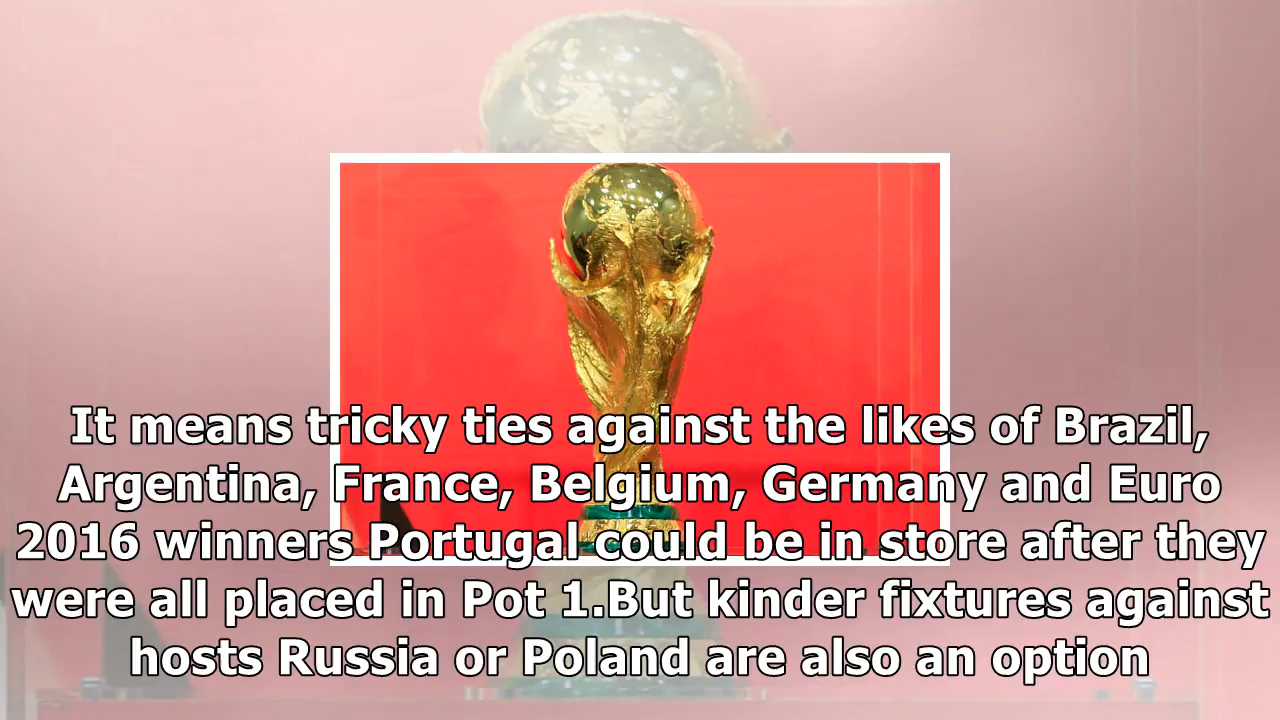 It means tricky ties against the likes of Brazil,
Argentina, France, Belgium, Germany and Euro
2016 winners Portugal could be in store after they
were all placed in Pot 1.But kinder fixtures against
hosts Russia or Poland are also an option